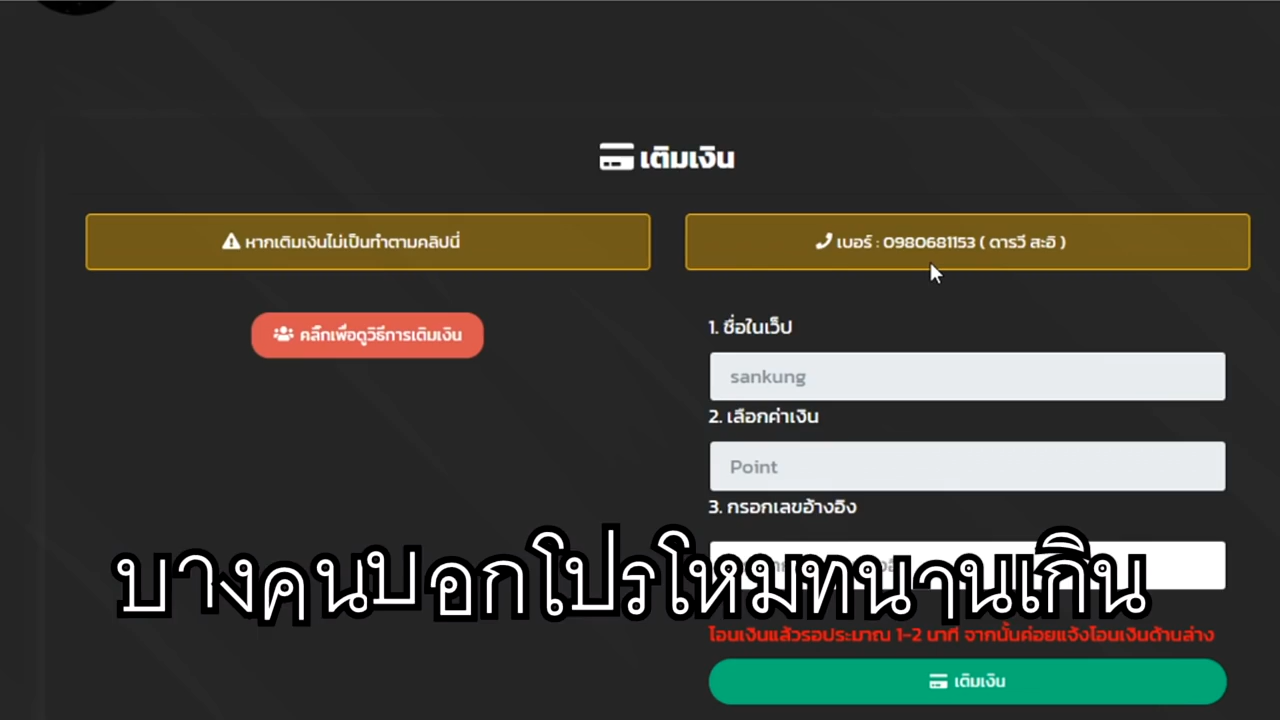 เติมเงิน
หากเติมเงินไม่เป็นทำตามคลิปนี่
เบอร์ : 0980681153 ( ดารวี สะอิ )
คลิ๊กเพื่อดูวิธีการเติมเงิน
1. ชื่อในเว็ป
sankung
2. เลือกค่าเงิน
Point
3. กรอกเลขอ้างอิง
บางคนบอกโปรโหมทนานเกิน
โอนเงินแล้วรอประมาณ 1-2 นาที จากนั้นค่อยแจ้งโอนเงินด้านล่าง
เติมเงิน